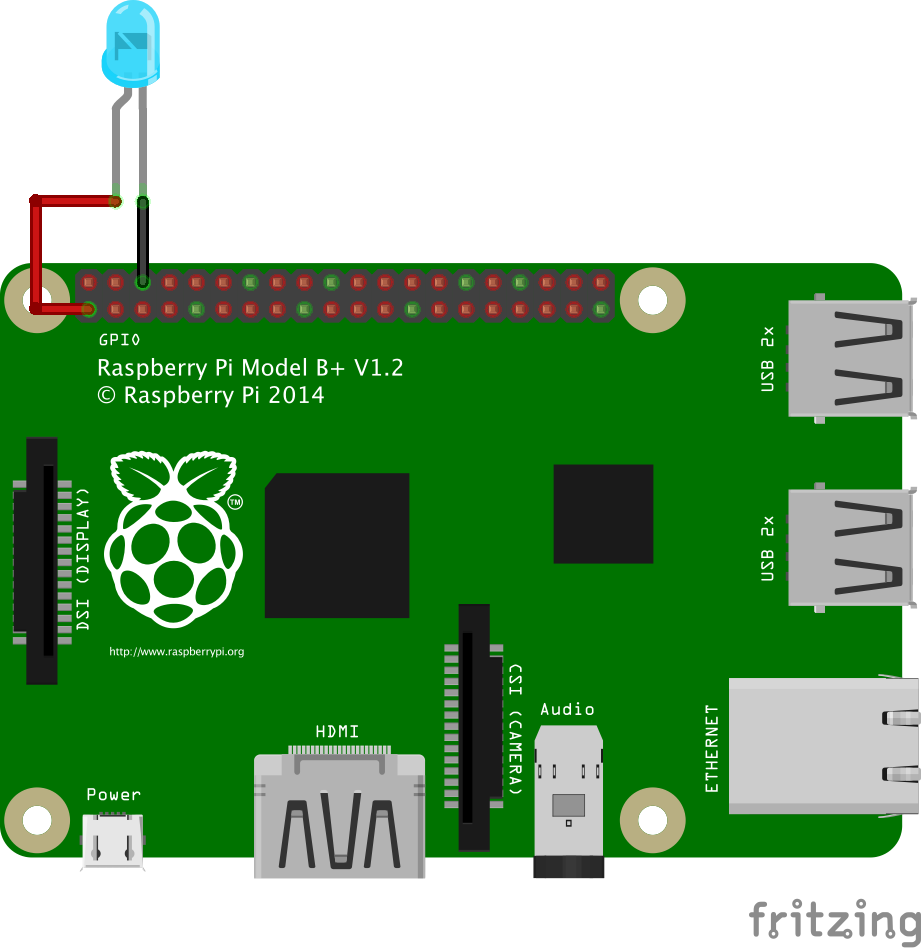 GPIO
Raspberry Pi Model B+ V1.2
© Raspberry Pi 2014
USB 2x
DSI (DISPLAY)
TM
USB 2x
http://www.raspberrypi.org
CSI (CAMERA)
Audio
ETHERNET
HDMI
Power
fritzing